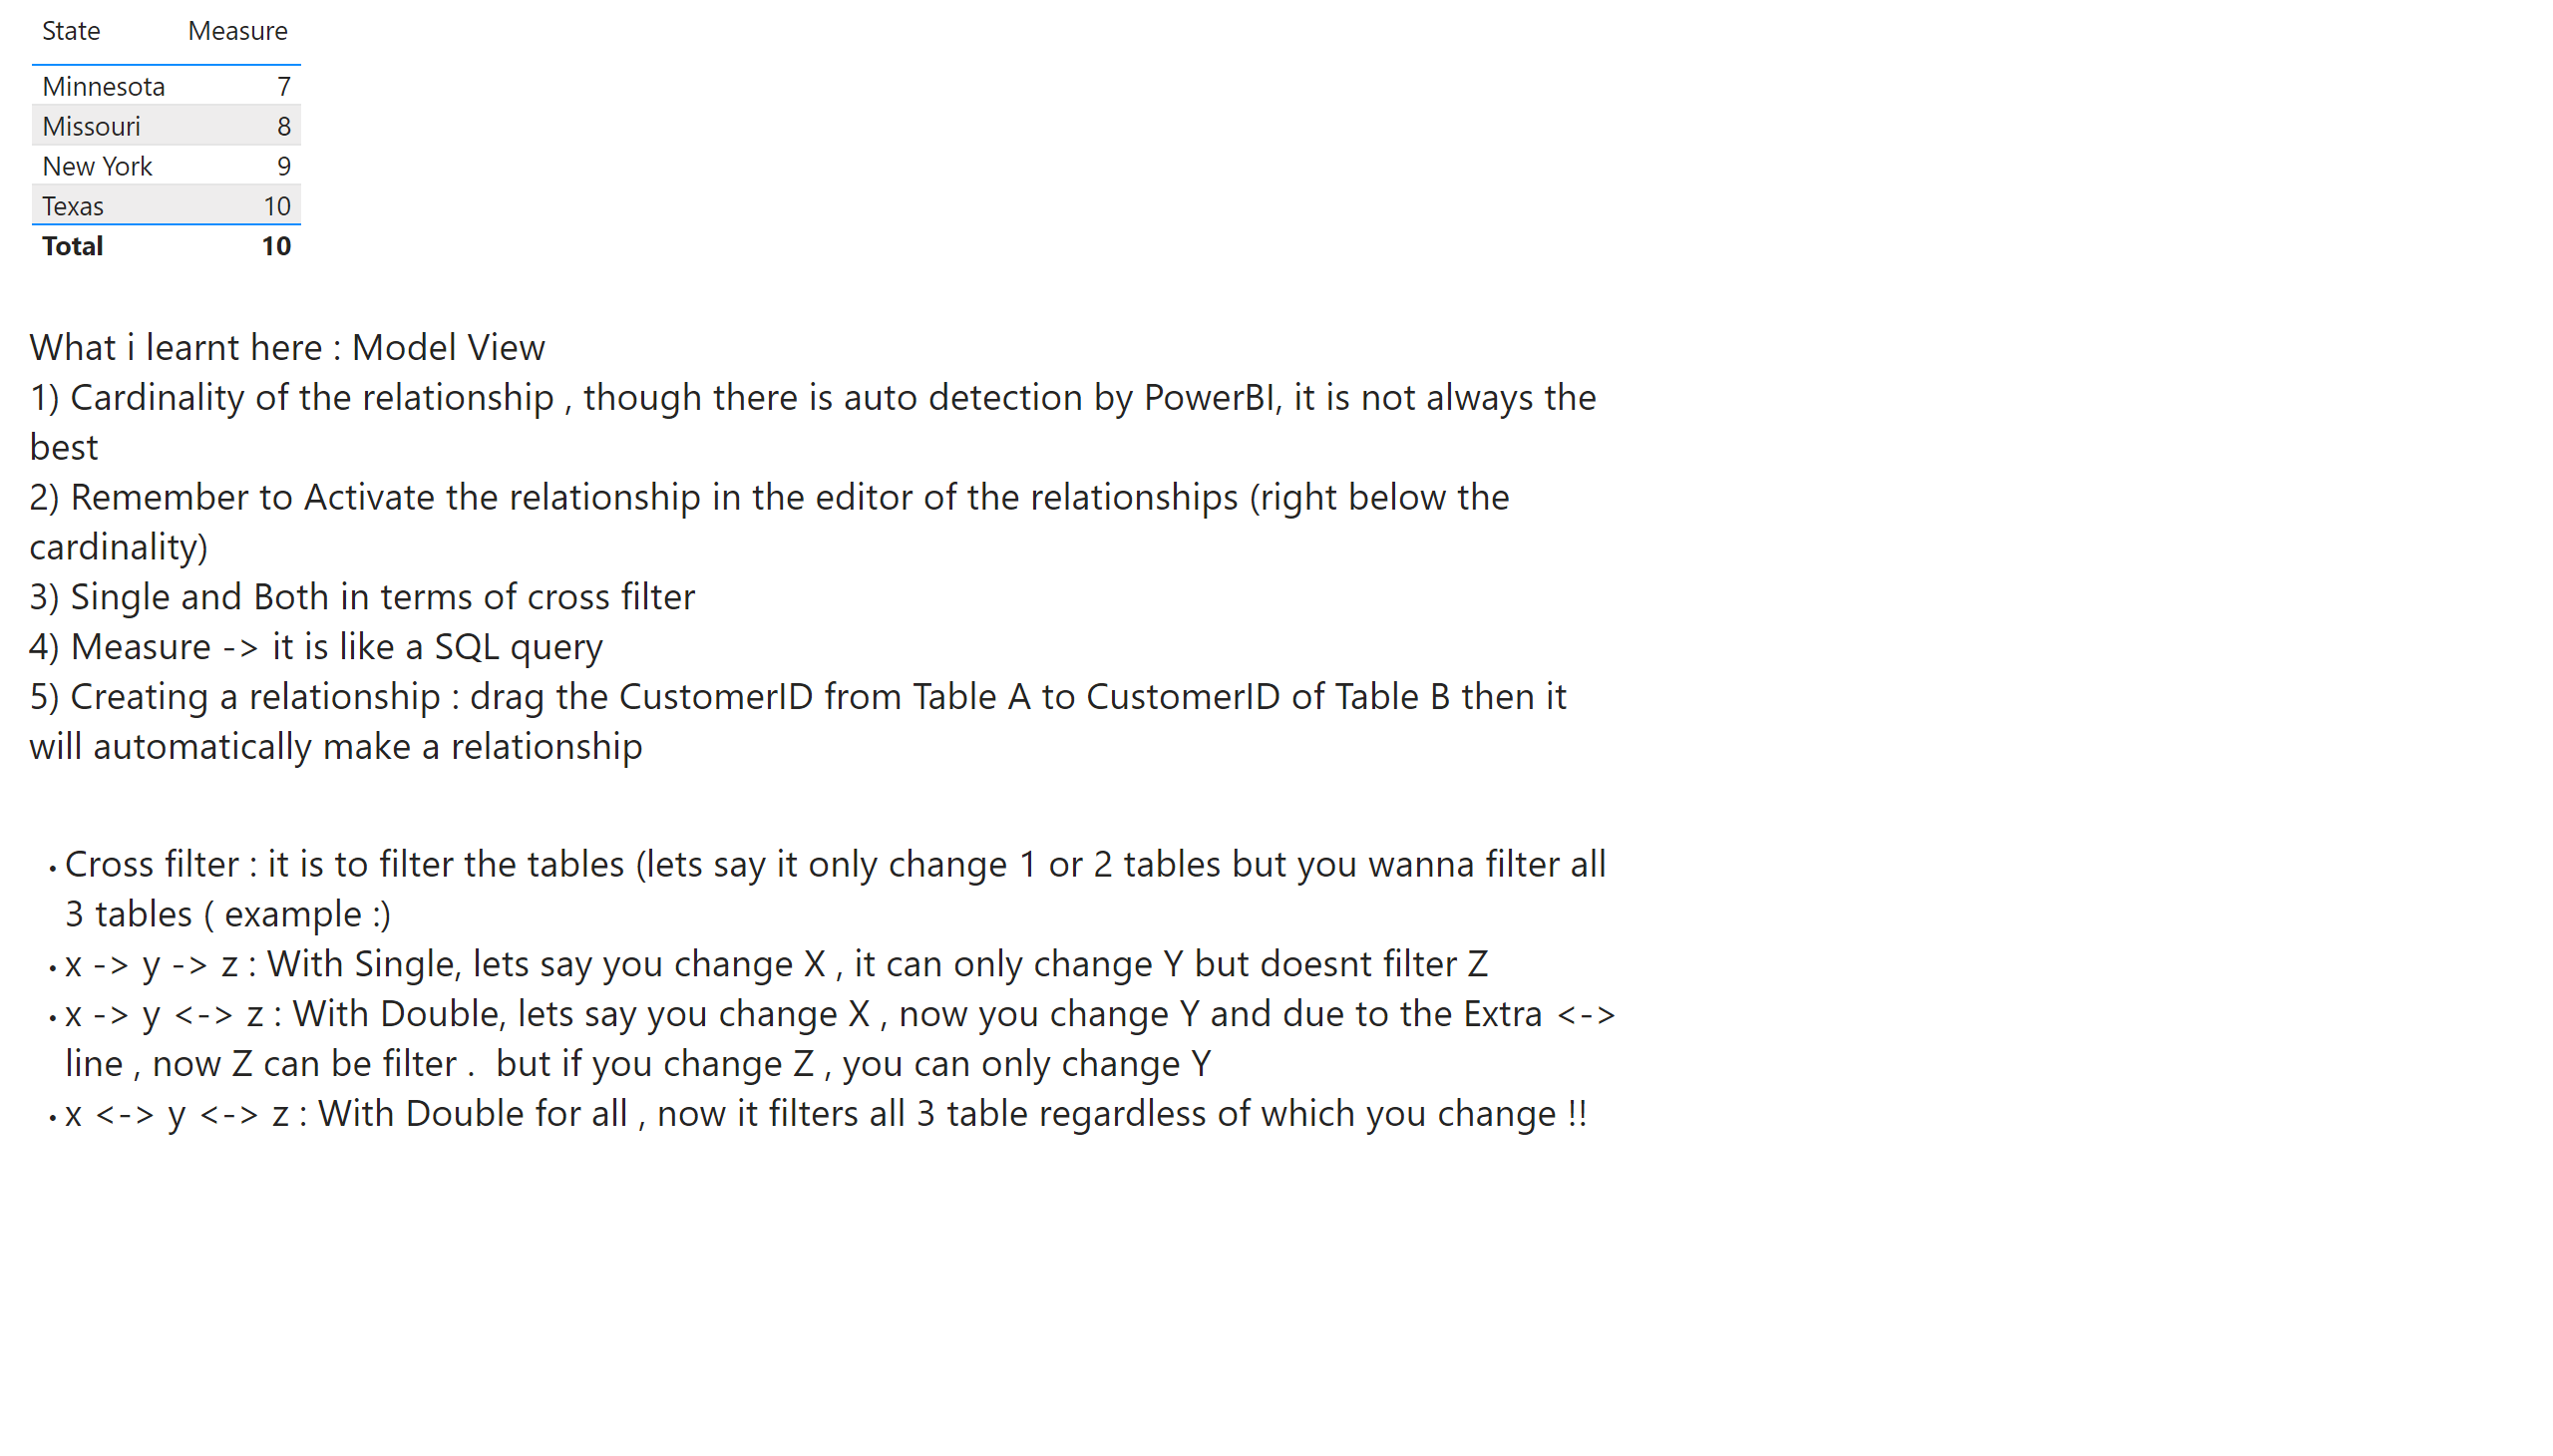 State Measure
Minnesota 7
Missouri 8
New York 9
Texas 10
Total 10
What i learnt here : Model View
1) Cardinality of the relationship , though there is auto detection by PowerBI, it is not always the
best
2) Remember to Activate the relationship in the editor of the relationships (right below the
cardinality)
3) Single and Both in terms of cross filter
4) Measure -> it is like a SQL query
5) Creating a relationship : drag the CustomerID from Table A to CustomerID of Table B then it
will automatically make a relationship
• Cross filter : it is to filter the tables (lets say it only change 1 or 2 tables but you wanna filter all
3 tables ( example :)
• x -> y -> z : With Single, lets say you change X , it can only change Y but doesnt filter Z
• x -> y <-> z : With Double, lets say you change X , now you change Y and due to the Extra <->
line , now Z can be filter .  but if you change Z , you can only change Y
• x <-> y <-> z : With Double for all , now it filters all 3 table regardless of which you change !!